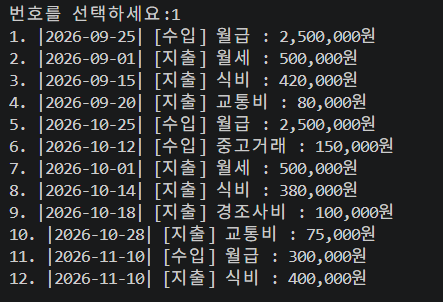 번호를 선택하세요:1
1. |2026-09-25| [수입] 월급 : 2,500,000원
2. |2026-09-01| [지출] 월세 : 500,000원
3. |2026-09-15| [지출] 식비 : 420,000원
4. |2026-09-20| [지출] 교통비 : 80,000원
5. |2026-10-25| [수입] 월급 : 2,500,000원
6. |2026-10-12| [수입] 중고거래 : 150,000원
7. |2026-10-01| [지출] 월세 : 500,000원
8. |2026-10-14| [지출] 식비 : 380,000원
9. |2026-10-18| [지출] 경조사비 : 100,000원
10. |2026-10-28| [지출] 교통비 : 75,000원
11. |2026-11-10| [수입] 월급 : 300,000원
12. |2026-11-10| [지출] 식비 : 400,000원